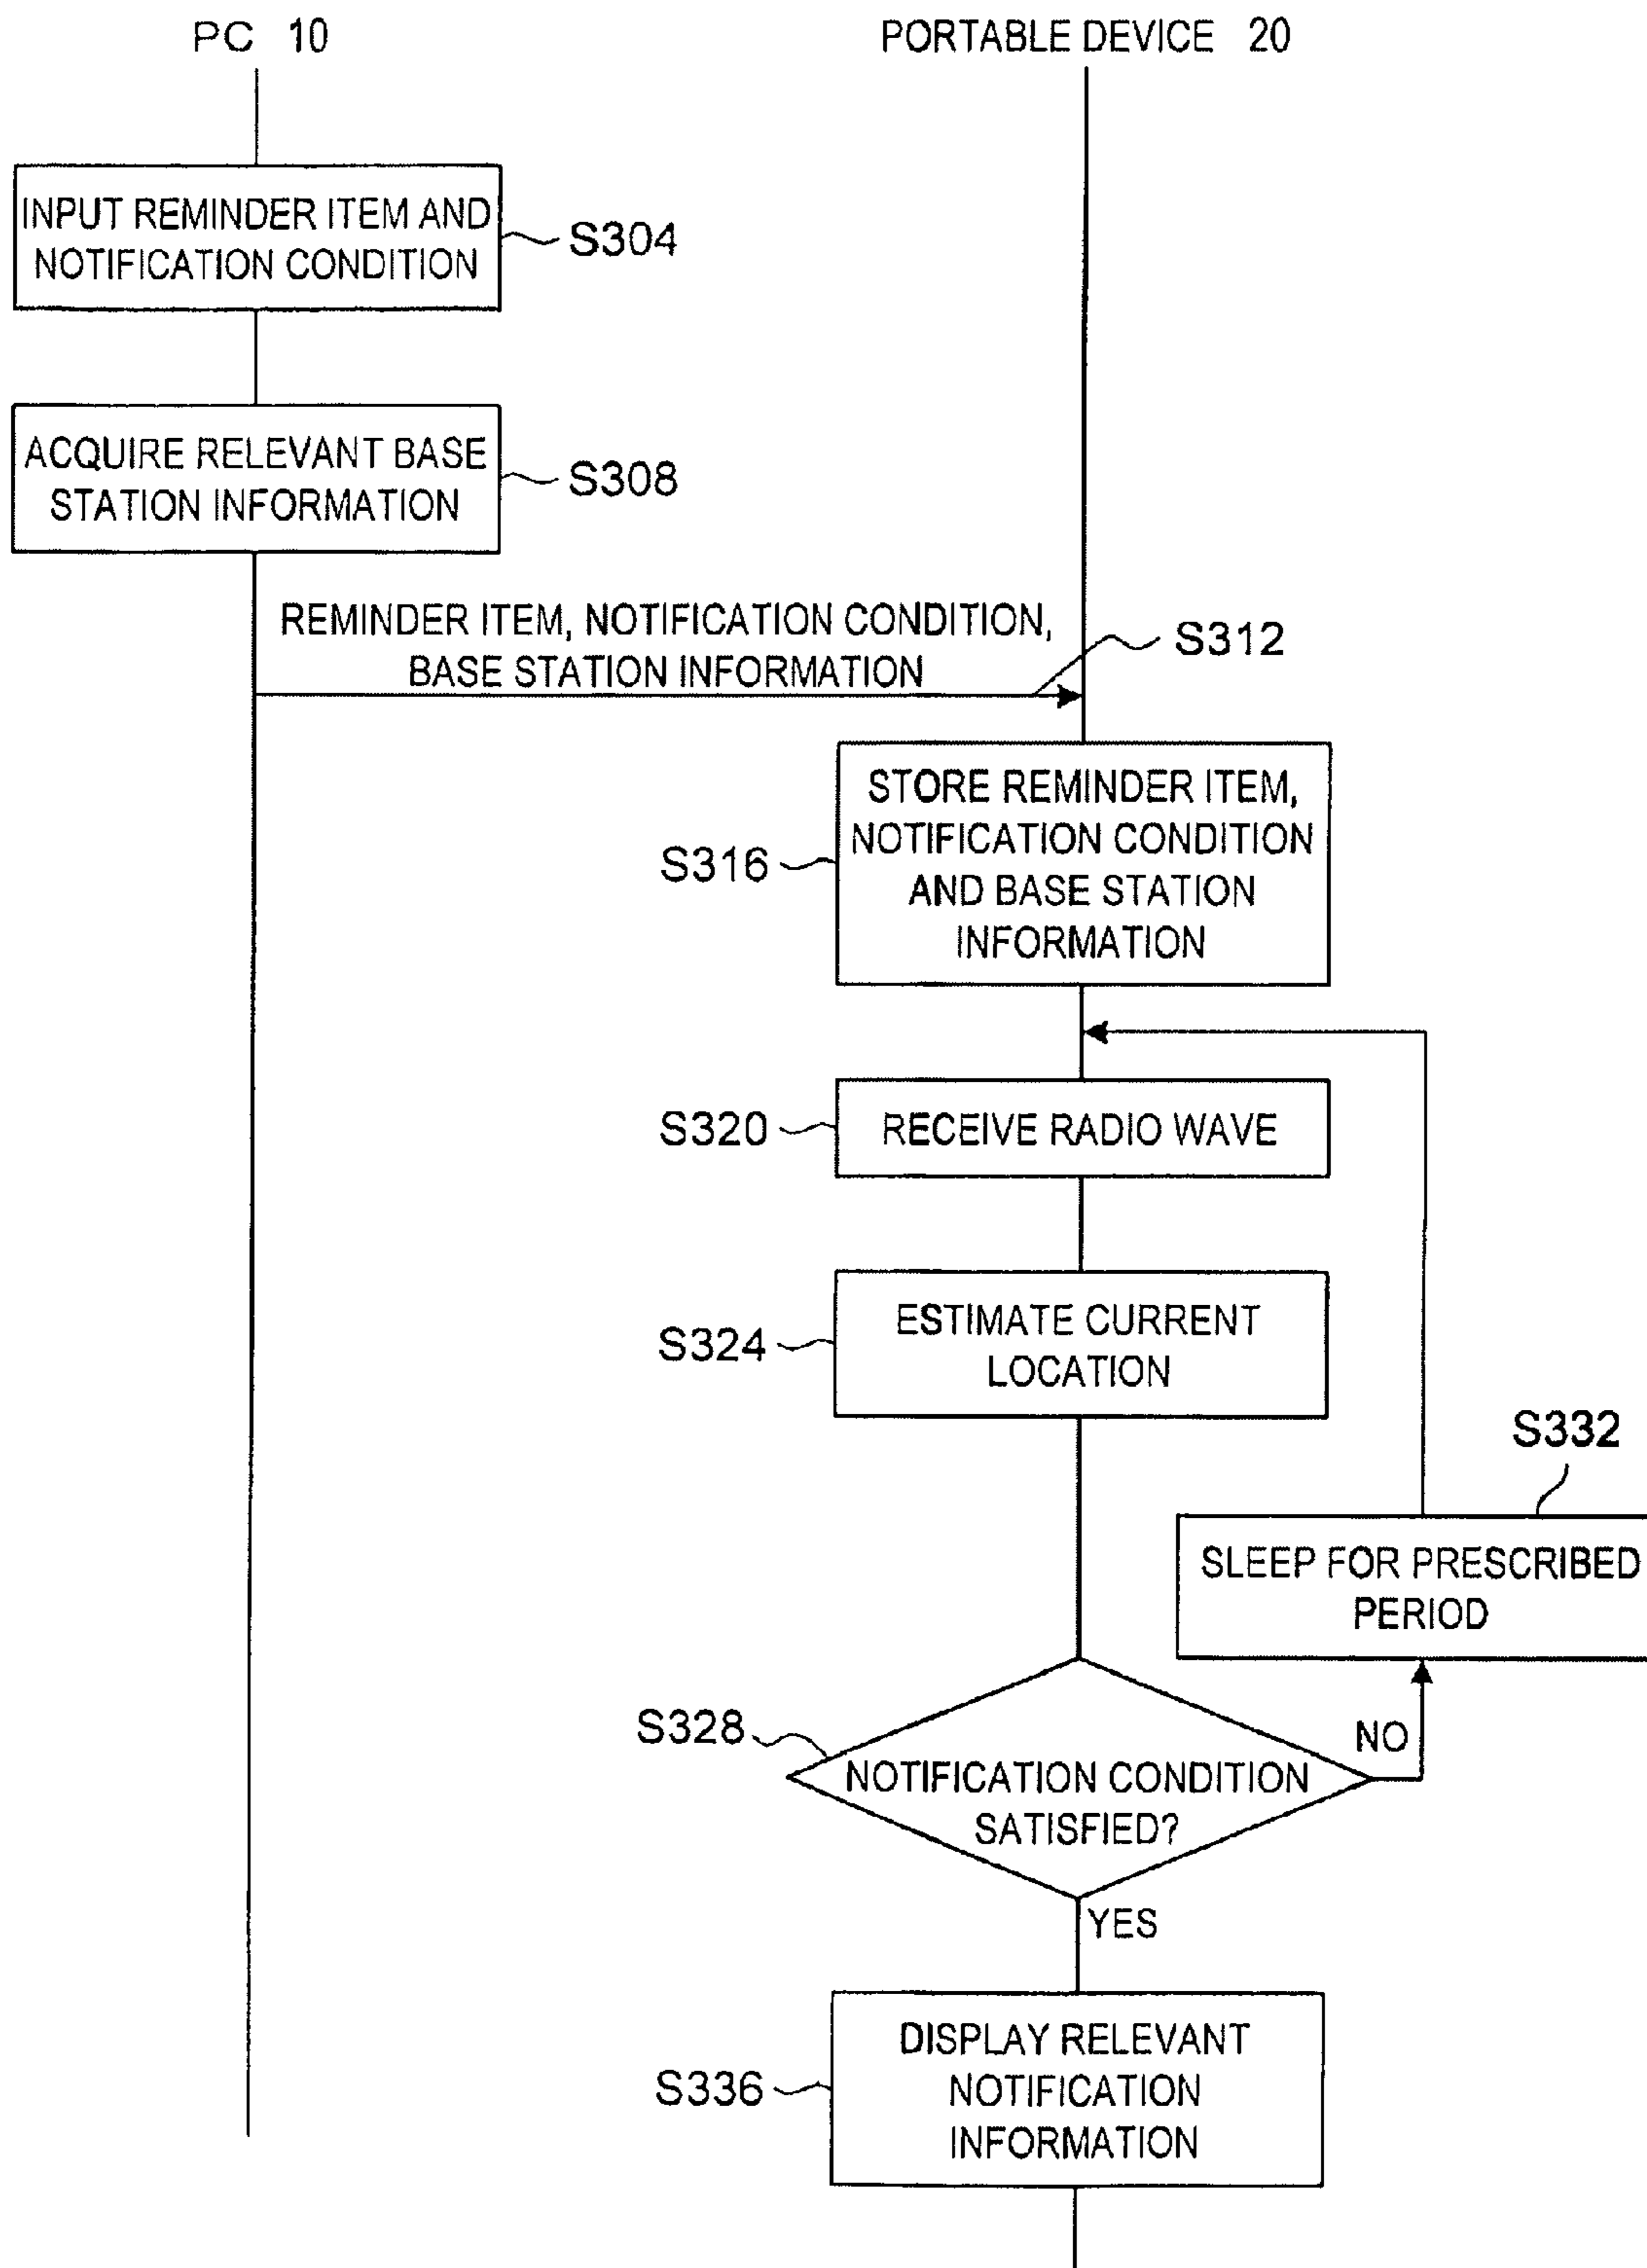 PC 10
PORTABLE DEVICE 20
INPUT REMINDER ITEM AND
NOTIFICATION CONDITION
S304
ACQUIRE RELEVANT BASE
STATION INFORMATION
S308
REMINDER ITEM, NOTIFICATION CONDITION,
BASE STATION INFORMATION
S312
STORE REMINDER ITEM,
NOTIFICATION CONDITION
AND BASE STATION
INFORMATION
S316
S320
RECEIVE RADIO WAVE
S324
ESTIMATE CURRENT
LOCATION
S332
SLEEP FOR PRESCRIBED
PERIOD
S328
NO
NOTIFICATION CONDITION
SATISFIED?
YES
S336
DISPLAY RELEVANT
NOTIFICATION
INFORMATION